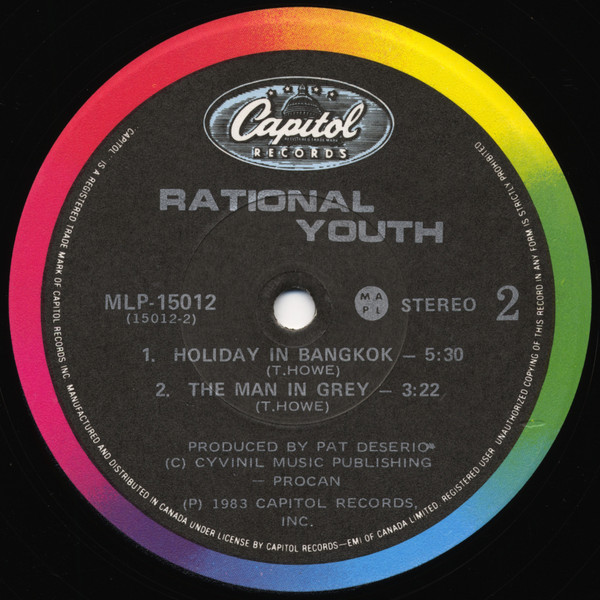 Capitol
REGISTERED TRADE MARK
RECORDS
RATIONAL
YOUTH
MLP-15012
(15012-2)
M A
P L
STEREO 2
1. HOLIDAY IN BANGKOK — 5:30
(T.HOWE)
2. THE MAN IN GREY — 3:22
(T.HOWE)
PRODUCED BY PAT DESERIO*
(C) CYVINIL MUSIC PUBLISHING
— PROCAN
(P) 1983 CAPITOL RECORDS,
INC.
CAPITOL IS A REGISTERED TRADE MARK OF CAPITOL RECORDS INC. MANUFACTURED AND DISTRIBUTED IN CANADA UNDER LICENSE BY CAPITOL RECORDS—EMI OF CANADA LIMITED. REGISTERED USER. UNAUTHORIZED COPYING OF THIS RECORD IN ANY FORM IS STRICTLY PROHIBITED